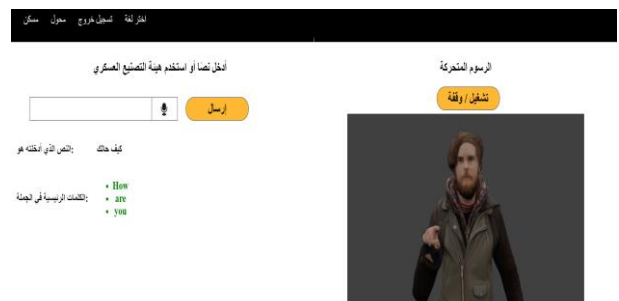 اختر لغة تسجيل خروج محول مسكن
أدخل نصا أو استخدم هيئة التصنيع العسكري
إرسال
النص الذي أدخلته هو: كيف حالك
الكلمات الرئيسية في الجملة:
How
are
you
الرسوم المتحركة
تشغيل / وقفة